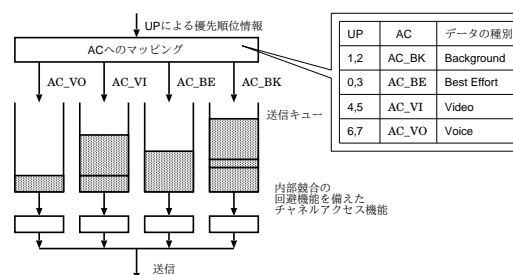 UPによる優先順位情報
ACへのマッピング
AC_VO AC_VI AC_BE AC_BK
送信キュー
内部競合の
回避機能を備えた
チャネルアクセス機能
送信
UP AC データの種別
1,2 AC_BK Background
0,3 AC_BE Best Effort
4,5 AC_VI Video
6,7 AC_VO Voice